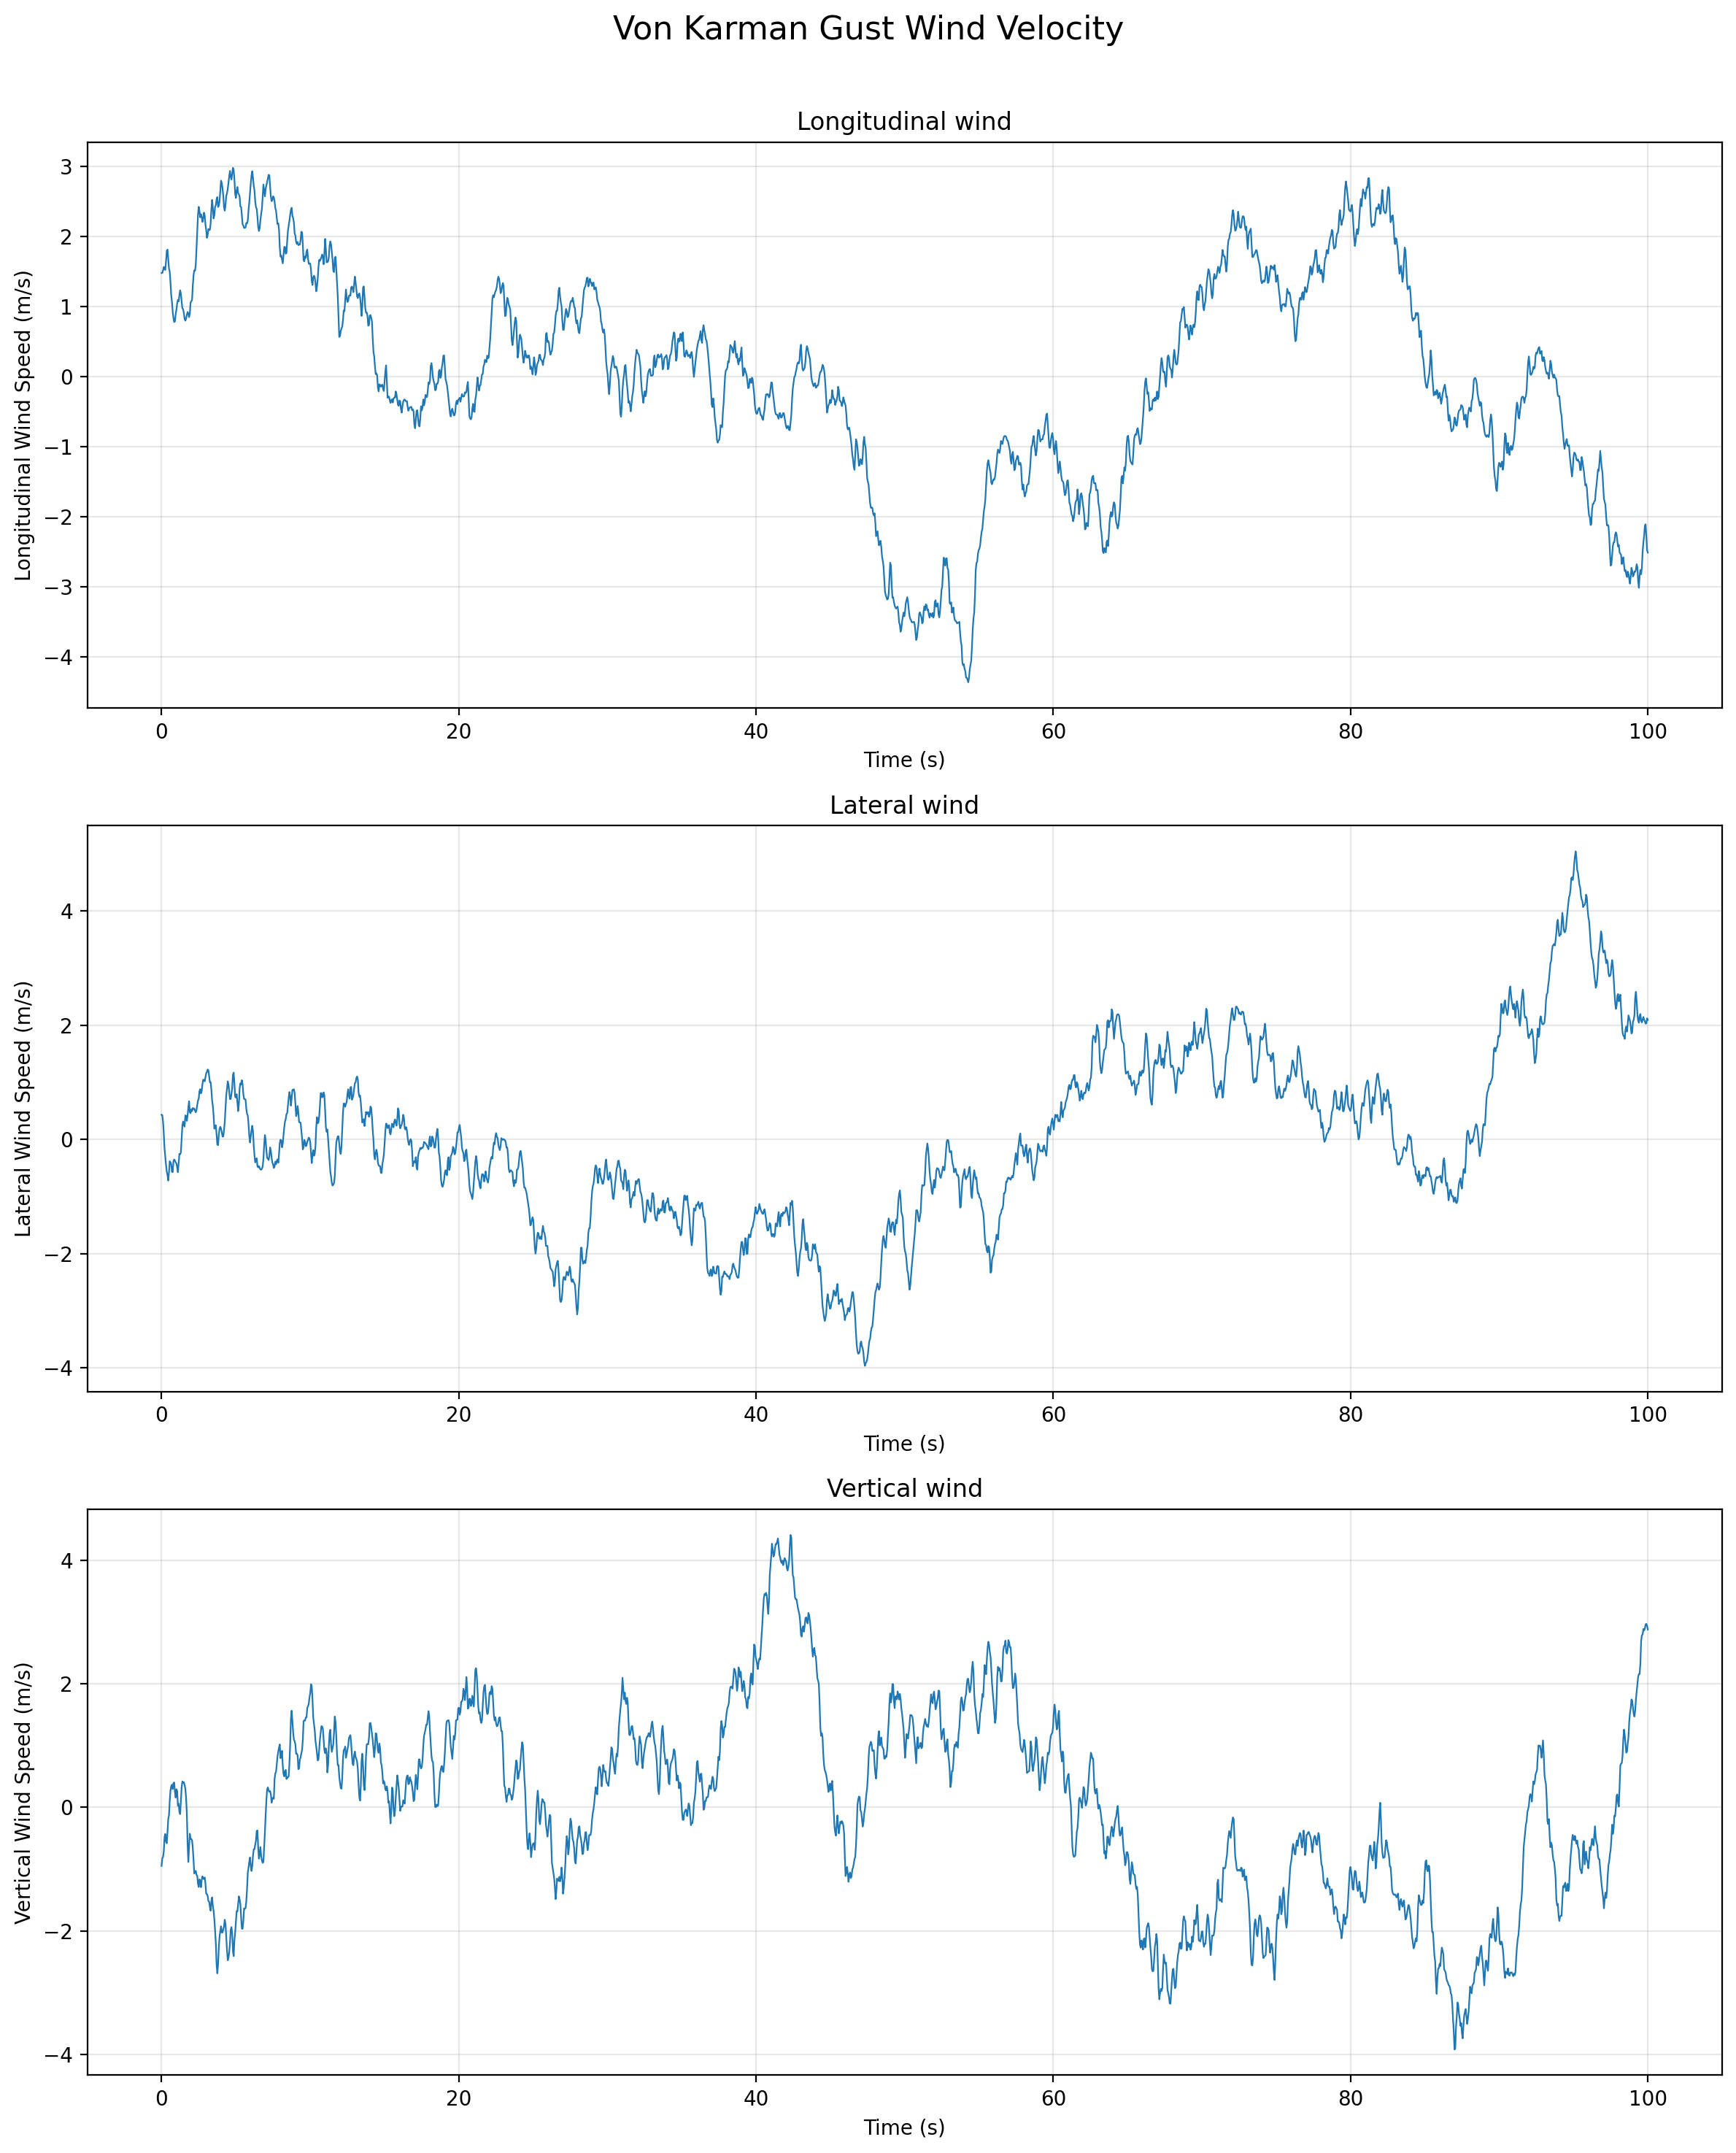 Von Karman Gust Wind Velocity
Longitudinal wind
Longitudinal Wind Speed (m/s)
3
2
1
0
−1
−2
−3
−4
0 20 40 60 80 100
Time (s)
Lateral wind
Lateral Wind Speed (m/s)
4
2
0
−2
−4
0 20 40 60 80 100
Time (s)
Vertical wind
Vertical Wind Speed (m/s)
4
2
0
−2
−4
0 20 40 60 80 100
Time (s)